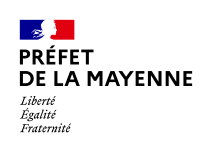 PRÉFET
DE LA MAYENNE
Liberté
Égalité
Fraternité